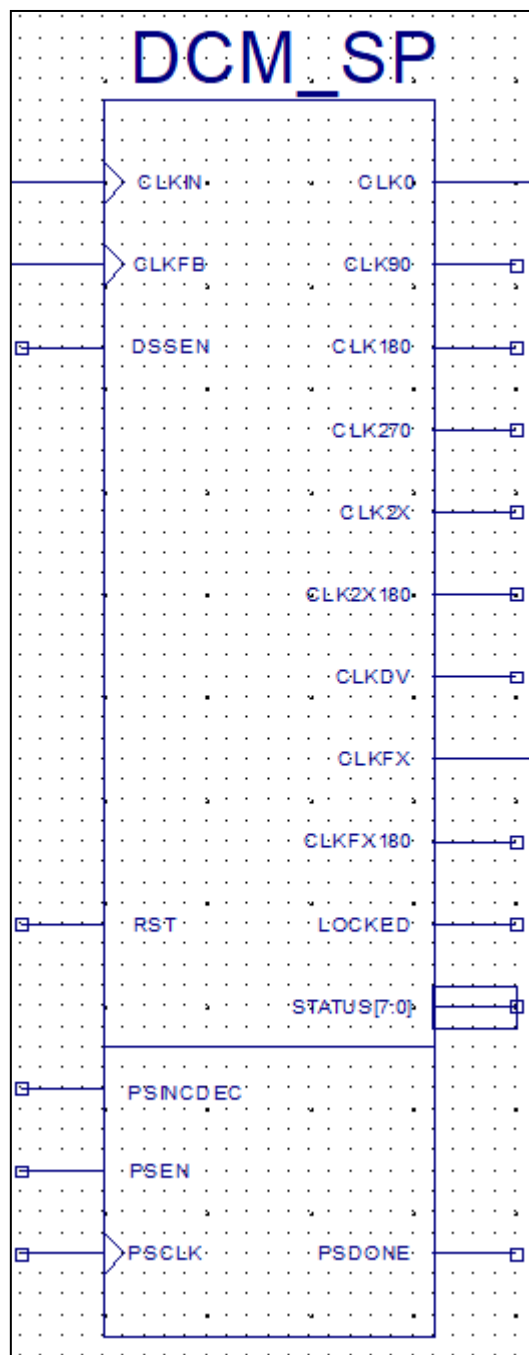 DCM_SP
CLKIN CLK0
CLKFB CLK90
DSSEN CLK180
CLK270
CLK2X
CLK2X180
CLKDV
CLKFX
CLKFX180
RST LOCKED
STATUS[7:0]
PSINCDEC
PSEN
PSCLK PSDONE